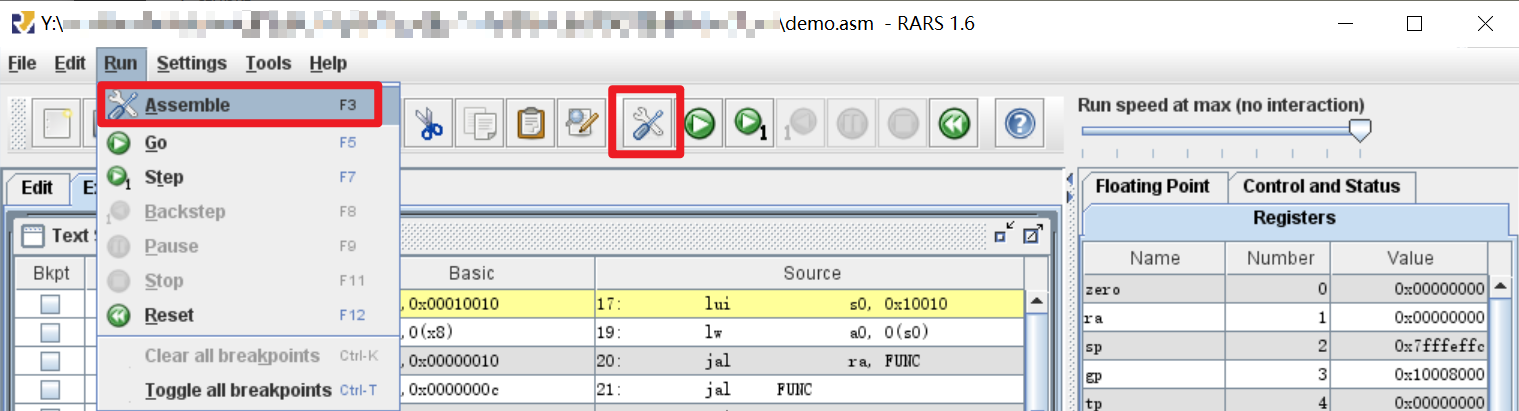 Y:\ \demo.asm - RARS 1.6
File Edit Run Settings Tools Help
Assemble F3
Go F5
Step F7
Backstep F8
Pause F9
Stop F11
Reset F12
Clear all breakpoints Ctrl-K
Toggle all breakpoints Ctrl-T
1 1
Run speed at max (no interaction)
Edit
Text
Bkpt Basic Source
,0x00010010 17: lui s0, 0x10010
,0(x8) 19: lw a0, 0(s0)
,0x00000010 20: jal ra, FUNC
,0x0000000c 21: jal FUNC
Floating Point Control and Status
Registers
Name Number Value
zero 0 0x00000000
ra 1 0x00000000
sp 2 0x7fffeffc
gp 3 0x10008000
tp 4 0x00000000